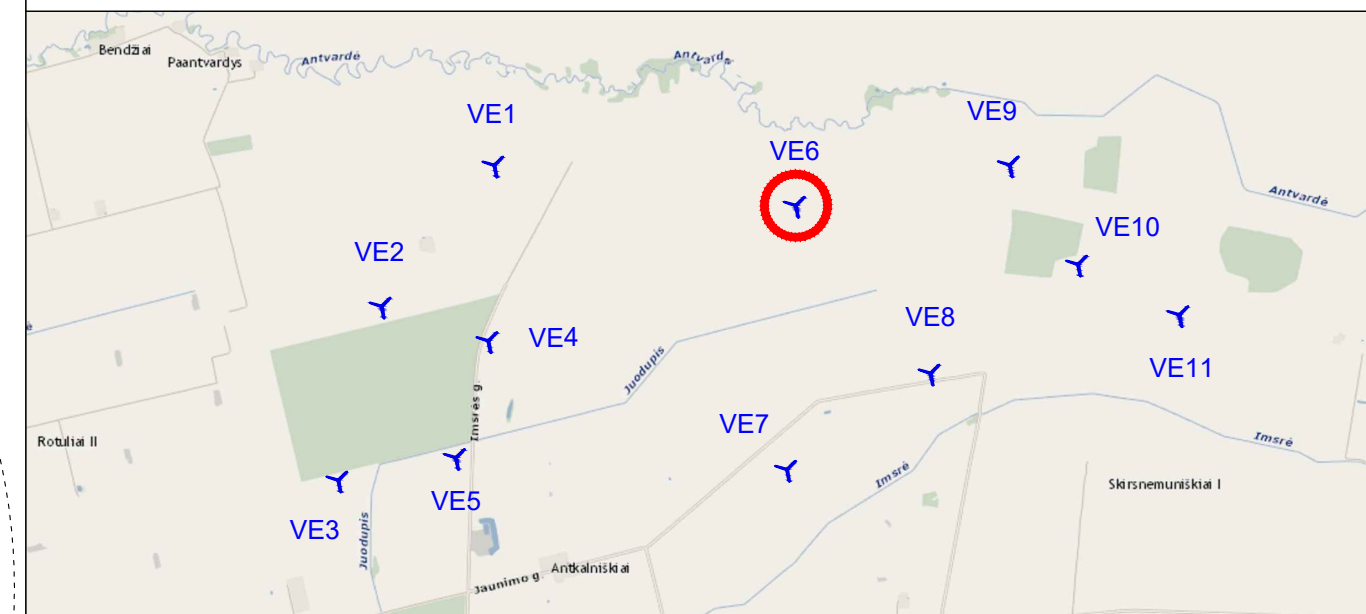 Bendžiai
Paantvardys
Antvardė
Antvardė
VE1
VE9
VE6
Antvardė
VE10
VE2
VE8
VE4
VE11
Juodupis
Imsrės g.
VE7
Rotuliai II
Imsrė
Imsrė
Skirsnemuniškiai I
VE5
VE3
Juodupis
Antkalniškiai
Jaunimo g.